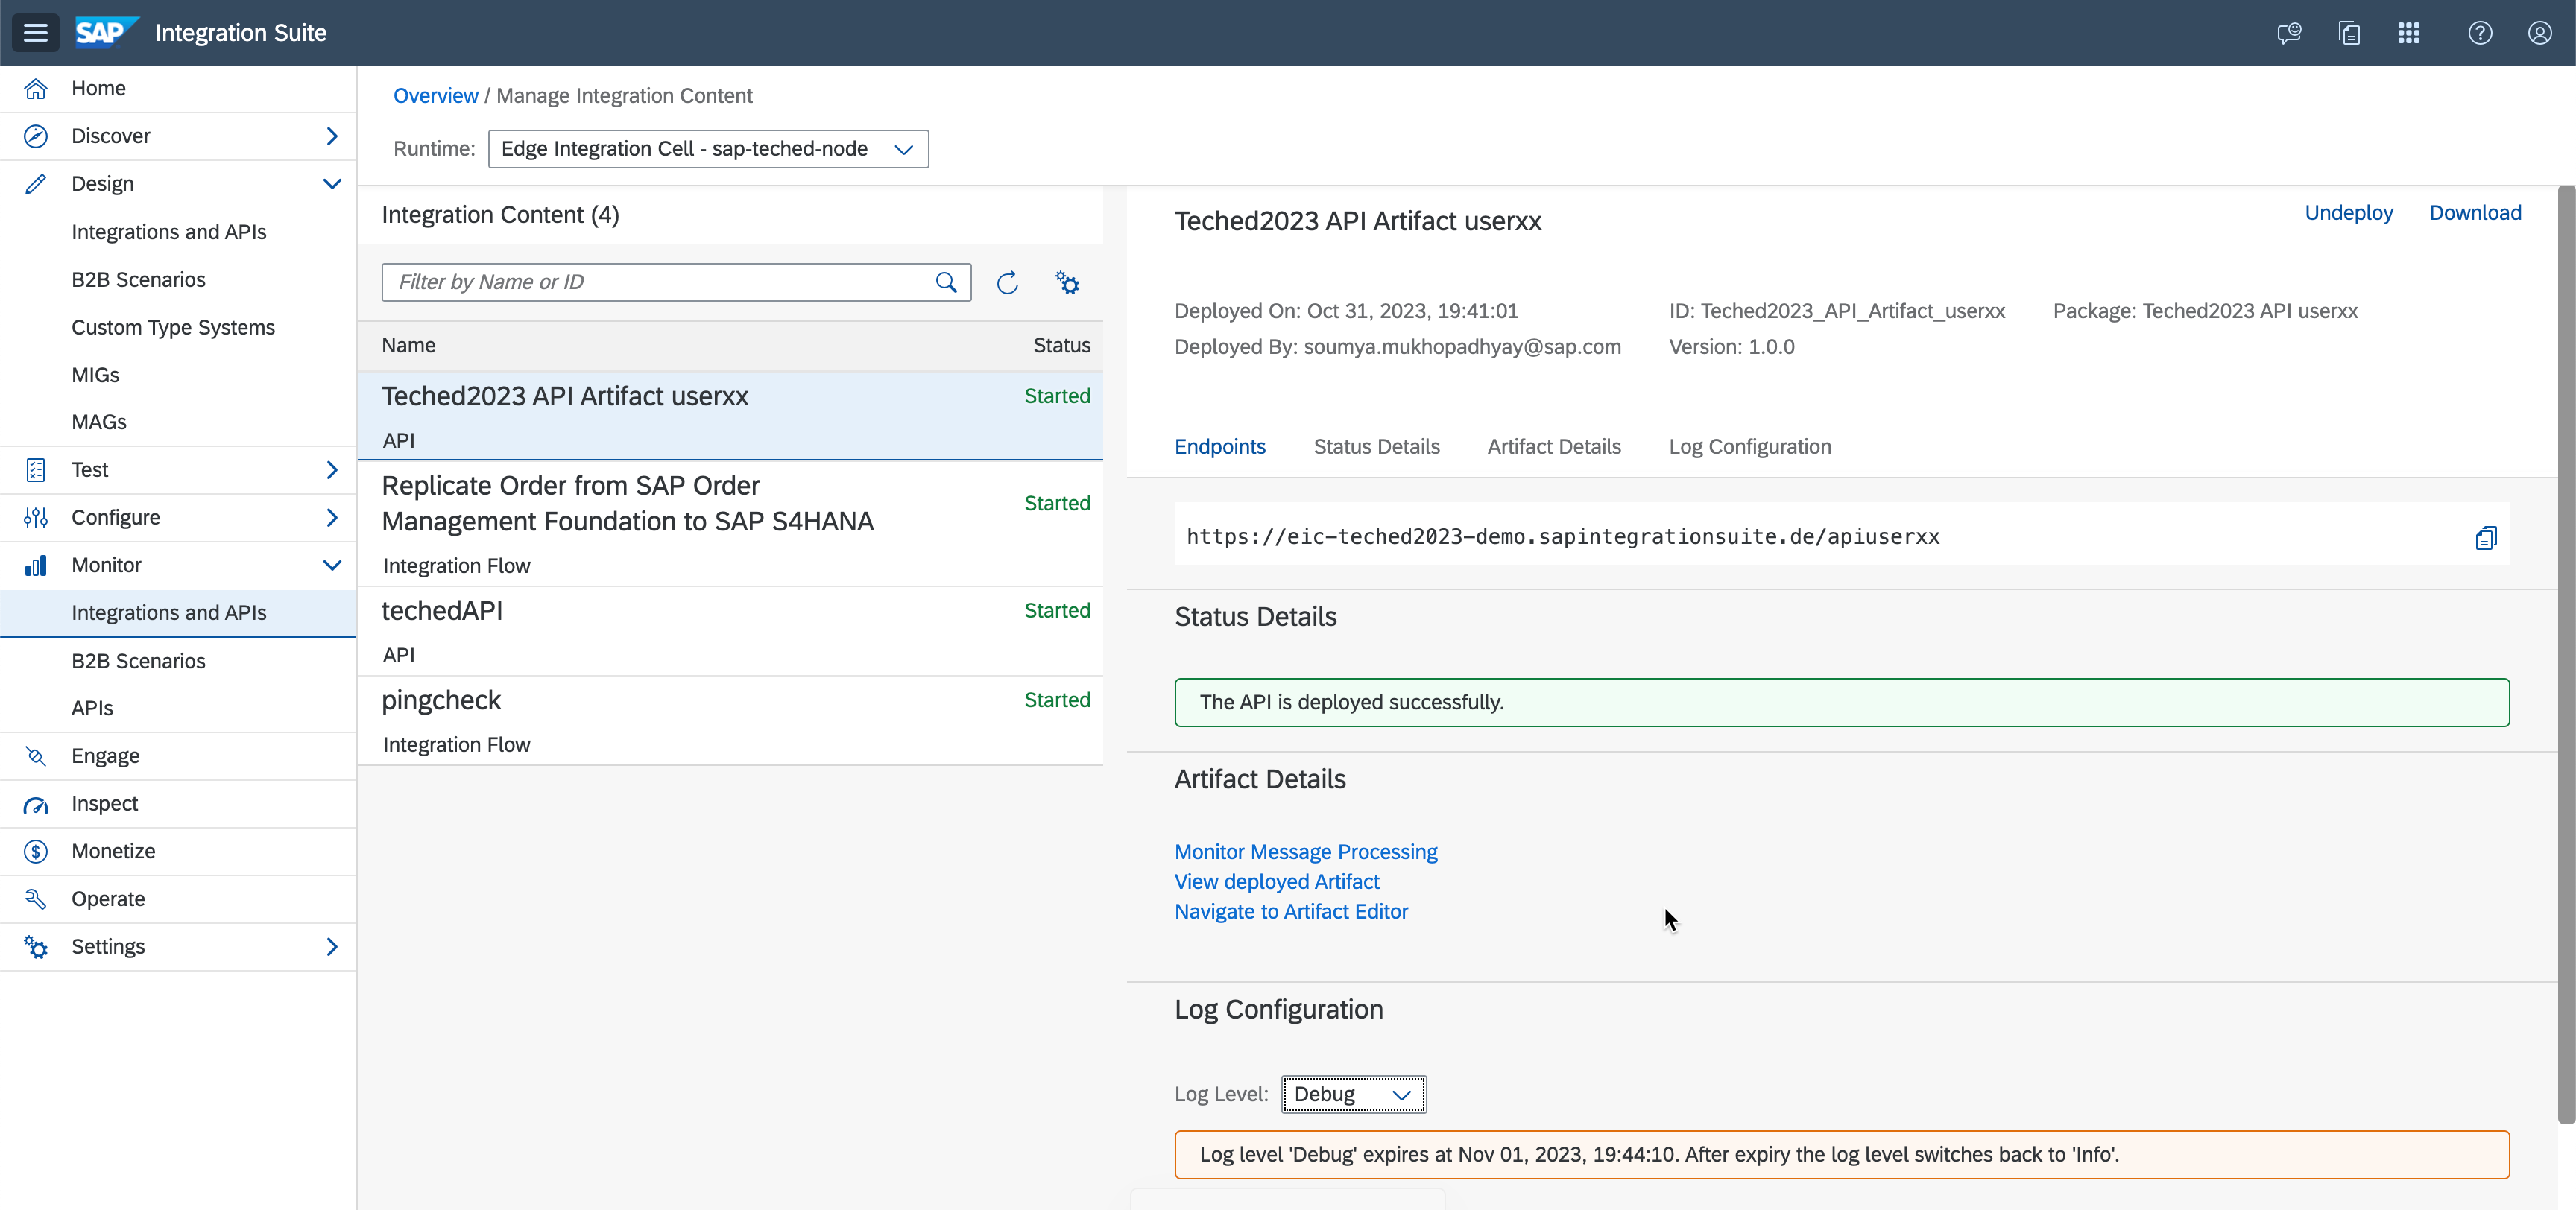 SAP Integration Suite
Home
Discover
Design
Integrations and APIs
B2B Scenarios
Custom Type Systems
MIGs
MAGs
Test
Configure
Monitor
Integrations and APIs
B2B Scenarios
APIs
Engage
Inspect
Monetize
Operate
Settings
Overview / Manage Integration Content
Runtime: Edge Integration Cell - sap-teched-node
Integration Content (4)
Filter by Name or ID
Name Status
Teched2023 API Artifact userxx Started
API
Replicate Order from SAP Order
Management Foundation to SAP S4HANA Started
Integration Flow
techedAPI Started
API
pingcheck Started
Integration Flow
Teched2023 API Artifact userxx
Undeploy Download
Deployed On: Oct 31, 2023, 19:41:01 ID: Teched2023_API_Artifact_userxx Package: Teched2023 API userxx
Deployed By: soumya.mukhopadhyay@sap.com Version: 1.0.0
Endpoints Status Details Artifact Details Log Configuration
https://eic-teched2023-demo.sapintegrationsuite.de/apiuserxx
Status Details
The API is deployed successfully.
Artifact Details
Monitor Message Processing
View deployed Artifact
Navigate to Artifact Editor
Log Configuration
Log Level: Debug
Log level 'Debug' expires at Nov 01, 2023, 19:44:10. After expiry the log level switches back to 'Info'.